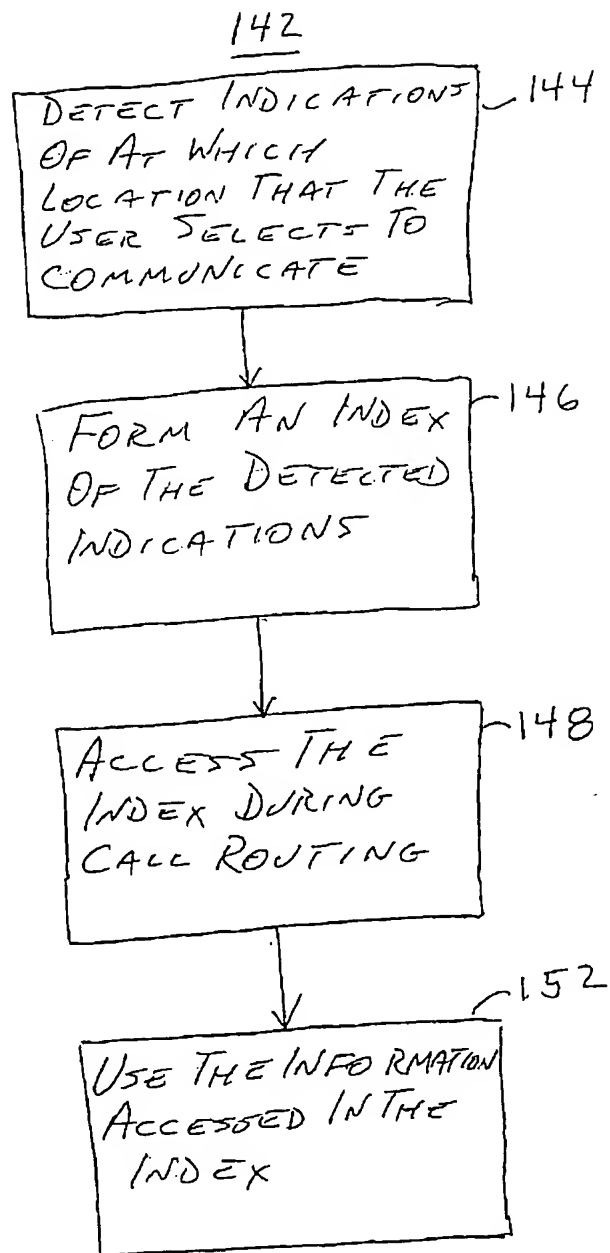 142
DETECT INDICATIONS
OF AT WHICH
LOCATION THAT THE
USER SELECTS TO
COMMUNICATE
144
FORM AN INDEX
OF THE DETECTED
INDICATIONS
146
ACCESS THE
INDEX DURING
CALL ROUTING
148
USE THE INFORMATION
ACCESSED IN THE
INDEX
152